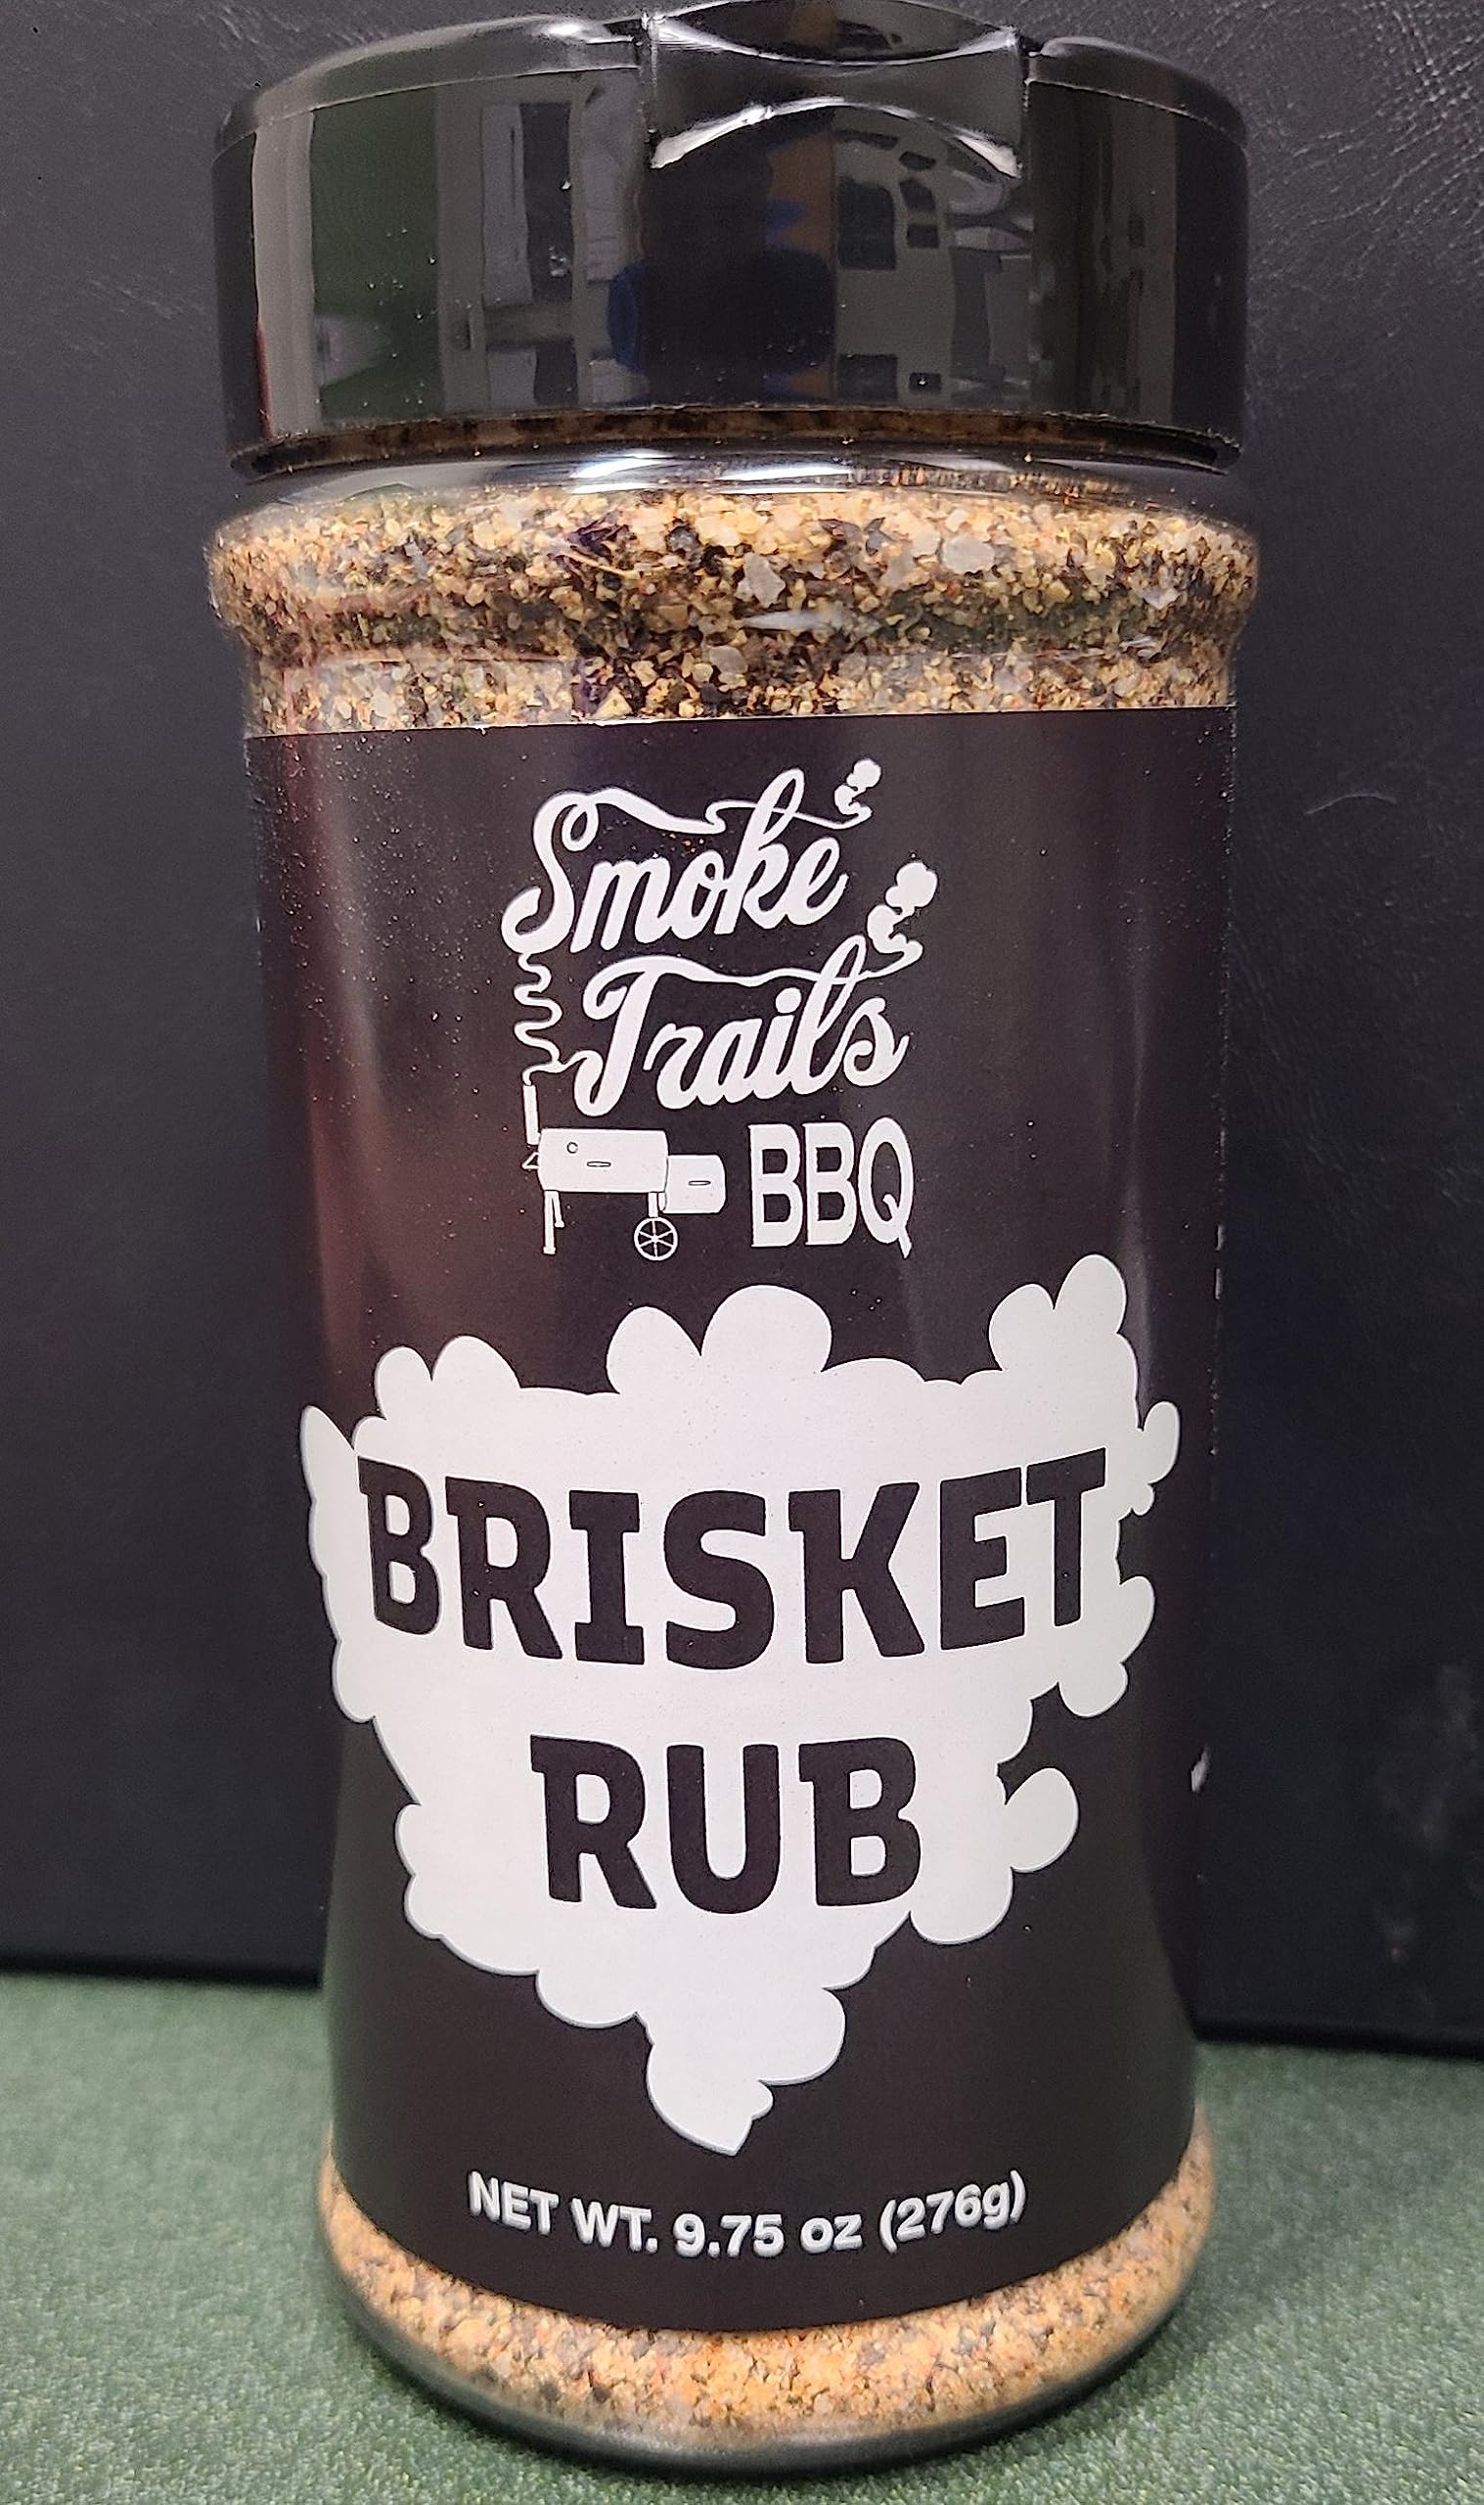 Smoke
Trails
BBQ
BRISKET
RUB
NET WT. 9.75 oz (276g)